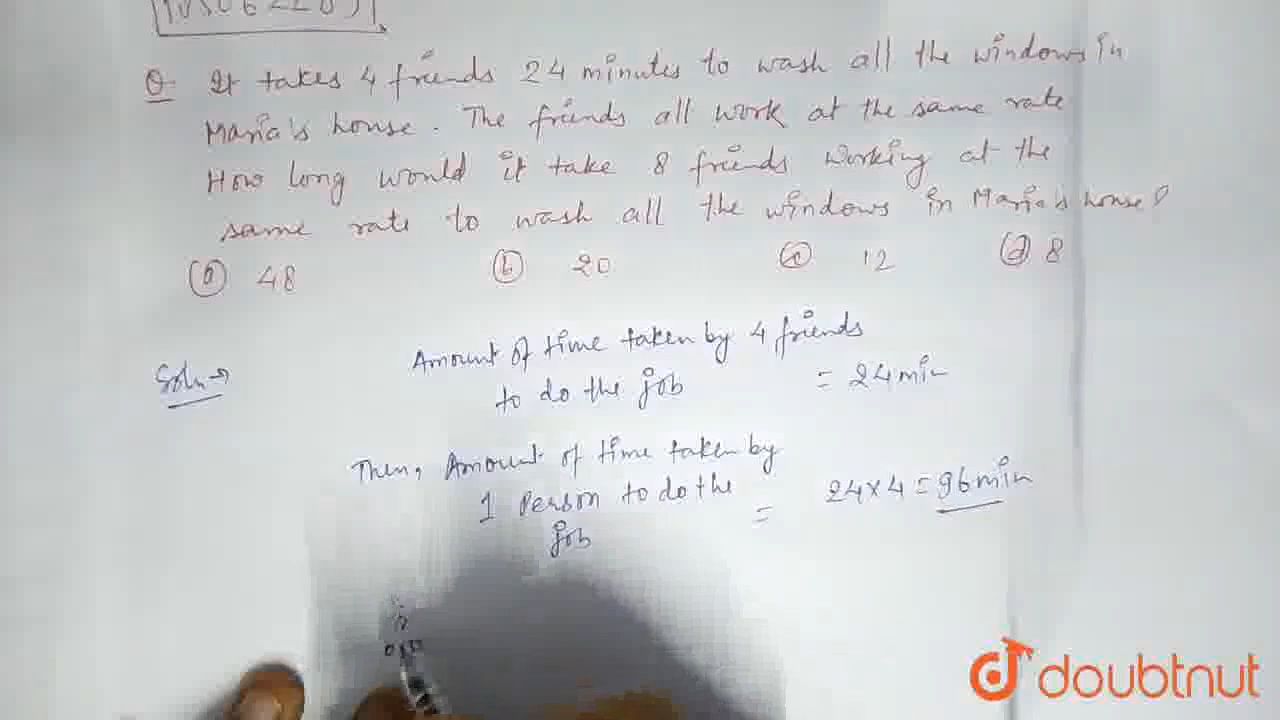 Q It takes 4 friends 24 minutes to wash all the windows in
Maria's house. The friends all work at the same rate
How long would it take 8 friends working at the
same rate to wash all the windows in Maria's house?
(a) 48 (b) 20 (c) 12 (d) 8
Soln→
Amount of time taken by 4 friends
to do the job = 24 min
Then, Amount of time taken by
1 Person to do the = 24×4 = 96 min
job
doubtnut